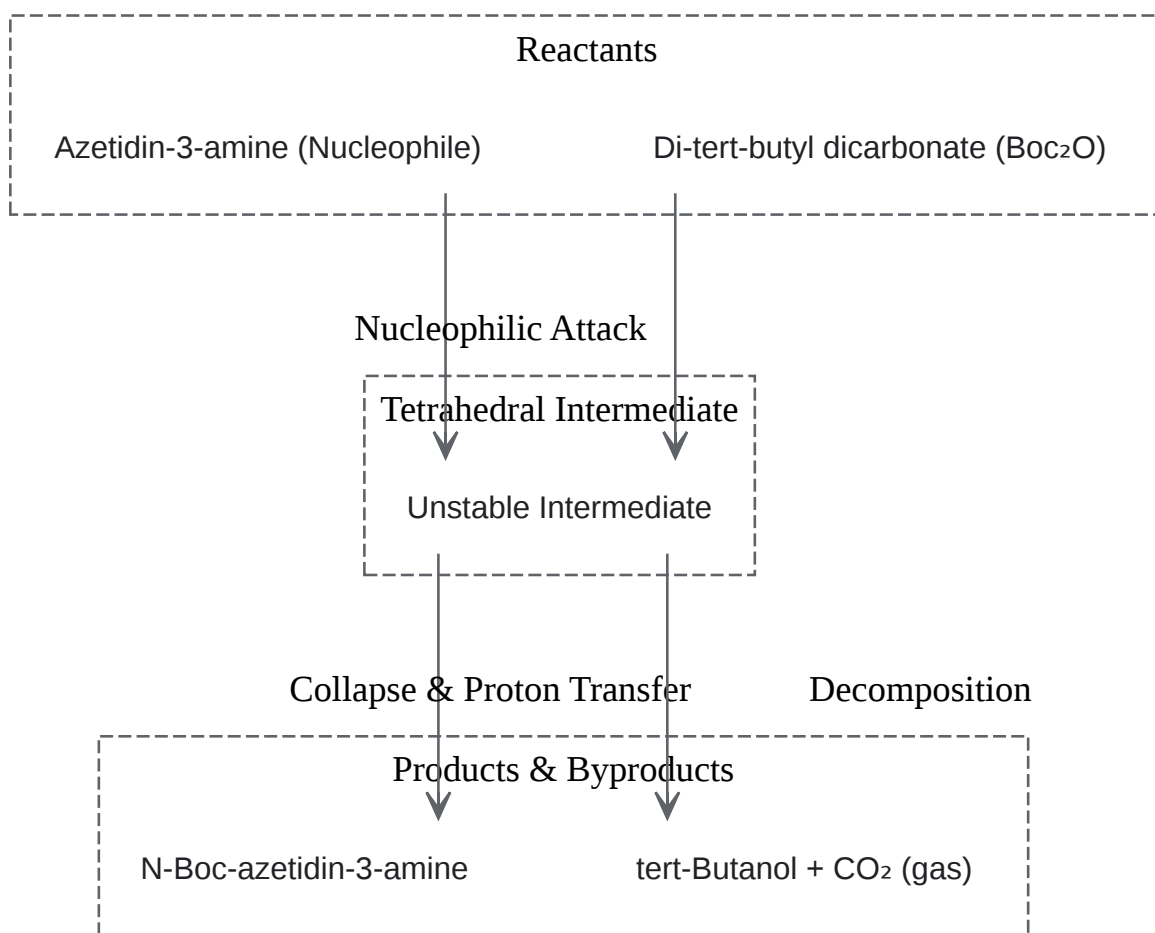 Reactants
Azetidin-3-amine (Nucleophile)
Di-tert-butyl dicarbonate (Boc₂O)
Nucleophilic Attack
Tetrahedral Intermediate
Unstable Intermediate
Collapse & Proton Transfer
Decomposition
Products & Byproducts
N-Boc-azetidin-3-amine
tert-Butanol + CO₂ (gas)